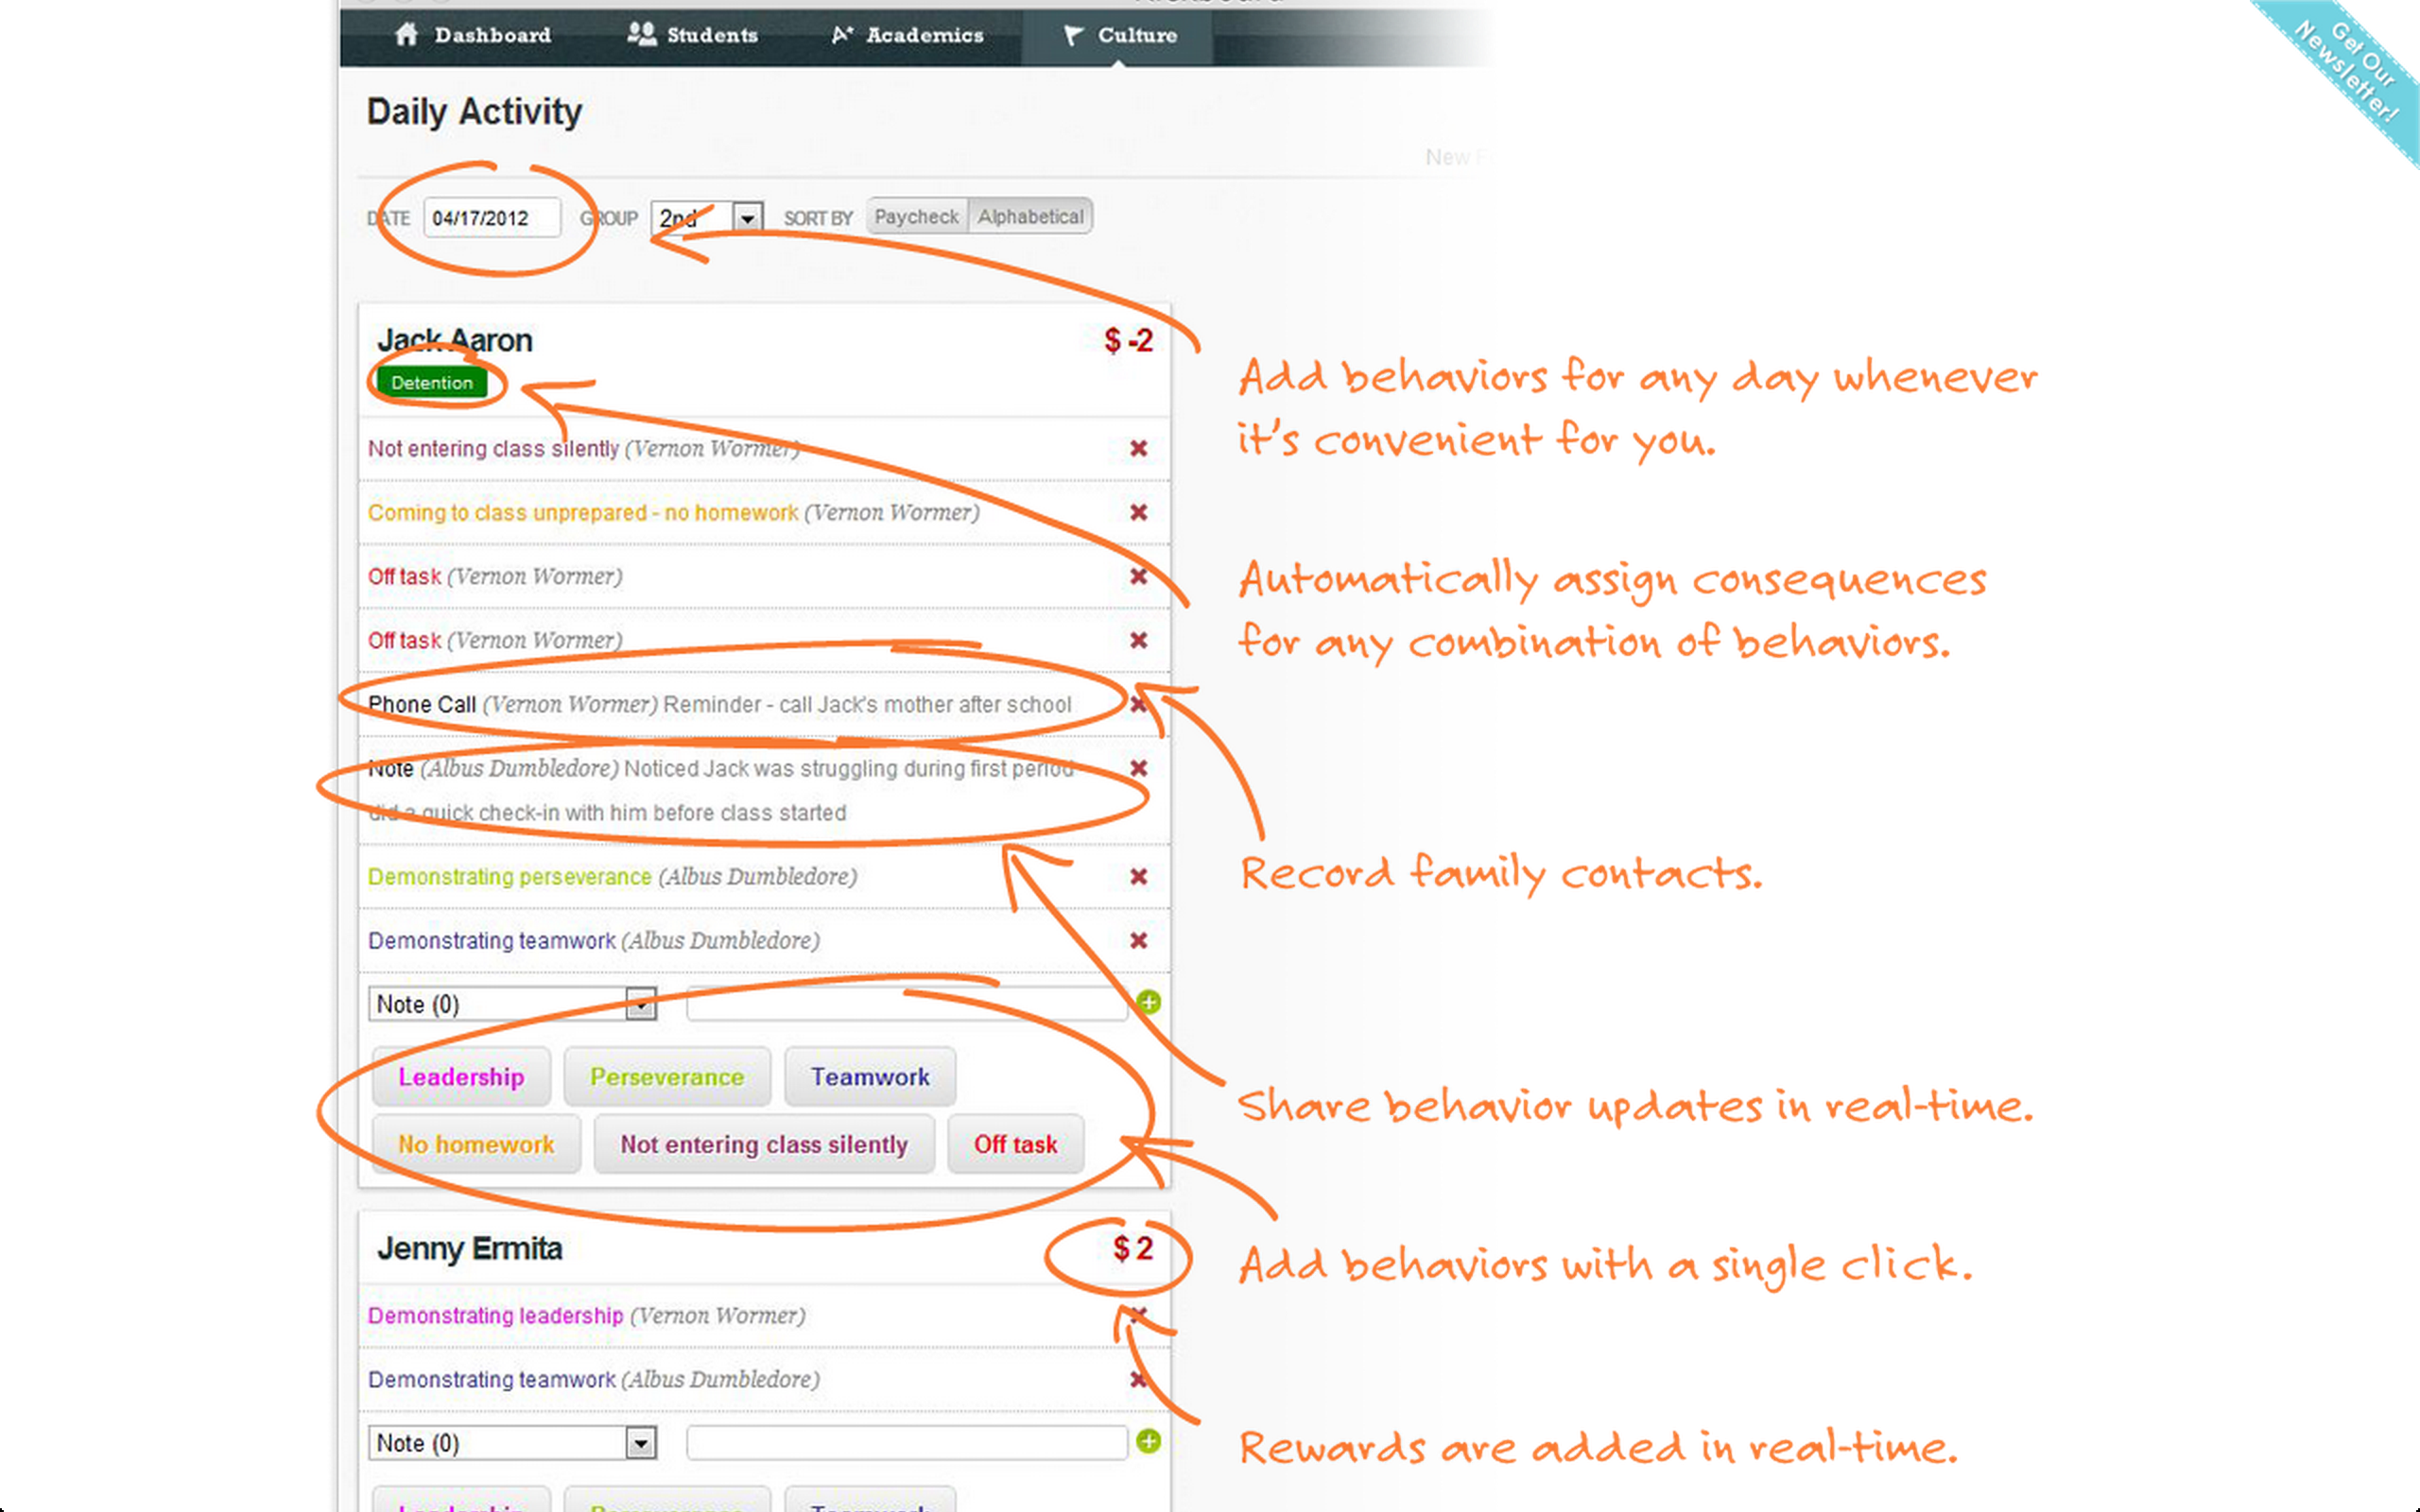 Dashboard Students Academics Culture
Get Our
Newsletter!
Daily Activity
New
DATE 04/17/2012 GROUP 2nd SORT BY Paycheck Alphabetical
Jack Aaron $ -2
Detention
Add behaviors for any day whenever
it's convenient for you.
Not entering class silently (Vernon Wormer)
Coming to class unprepared - no homework (Vernon Wormer)
Off task (Vernon Wormer)
Automatically assign consequences
for any combination of behaviors.
Off task (Vernon Wormer)
Phone Call (Vernon Wormer) Reminder - call Jack's mother after school
Note (Albus Dumbledore) Noticed Jack was struggling during first period
did a quick check-in with him before class started
Record family contacts.
Demonstrating perseverance (Albus Dumbledore)
Demonstrating teamwork (Albus Dumbledore)
Note (0)
Leadership Perseverance Teamwork
Share behavior updates in real-time.
No homework Not entering class silently Off task
Jenny Ermita $ 2
Add behaviors with a single click.
Demonstrating leadership (Vernon Wormer)
Demonstrating teamwork (Albus Dumbledore)
Note (0)
Rewards are added in real-time.
Leadership Perseverance Teamwork